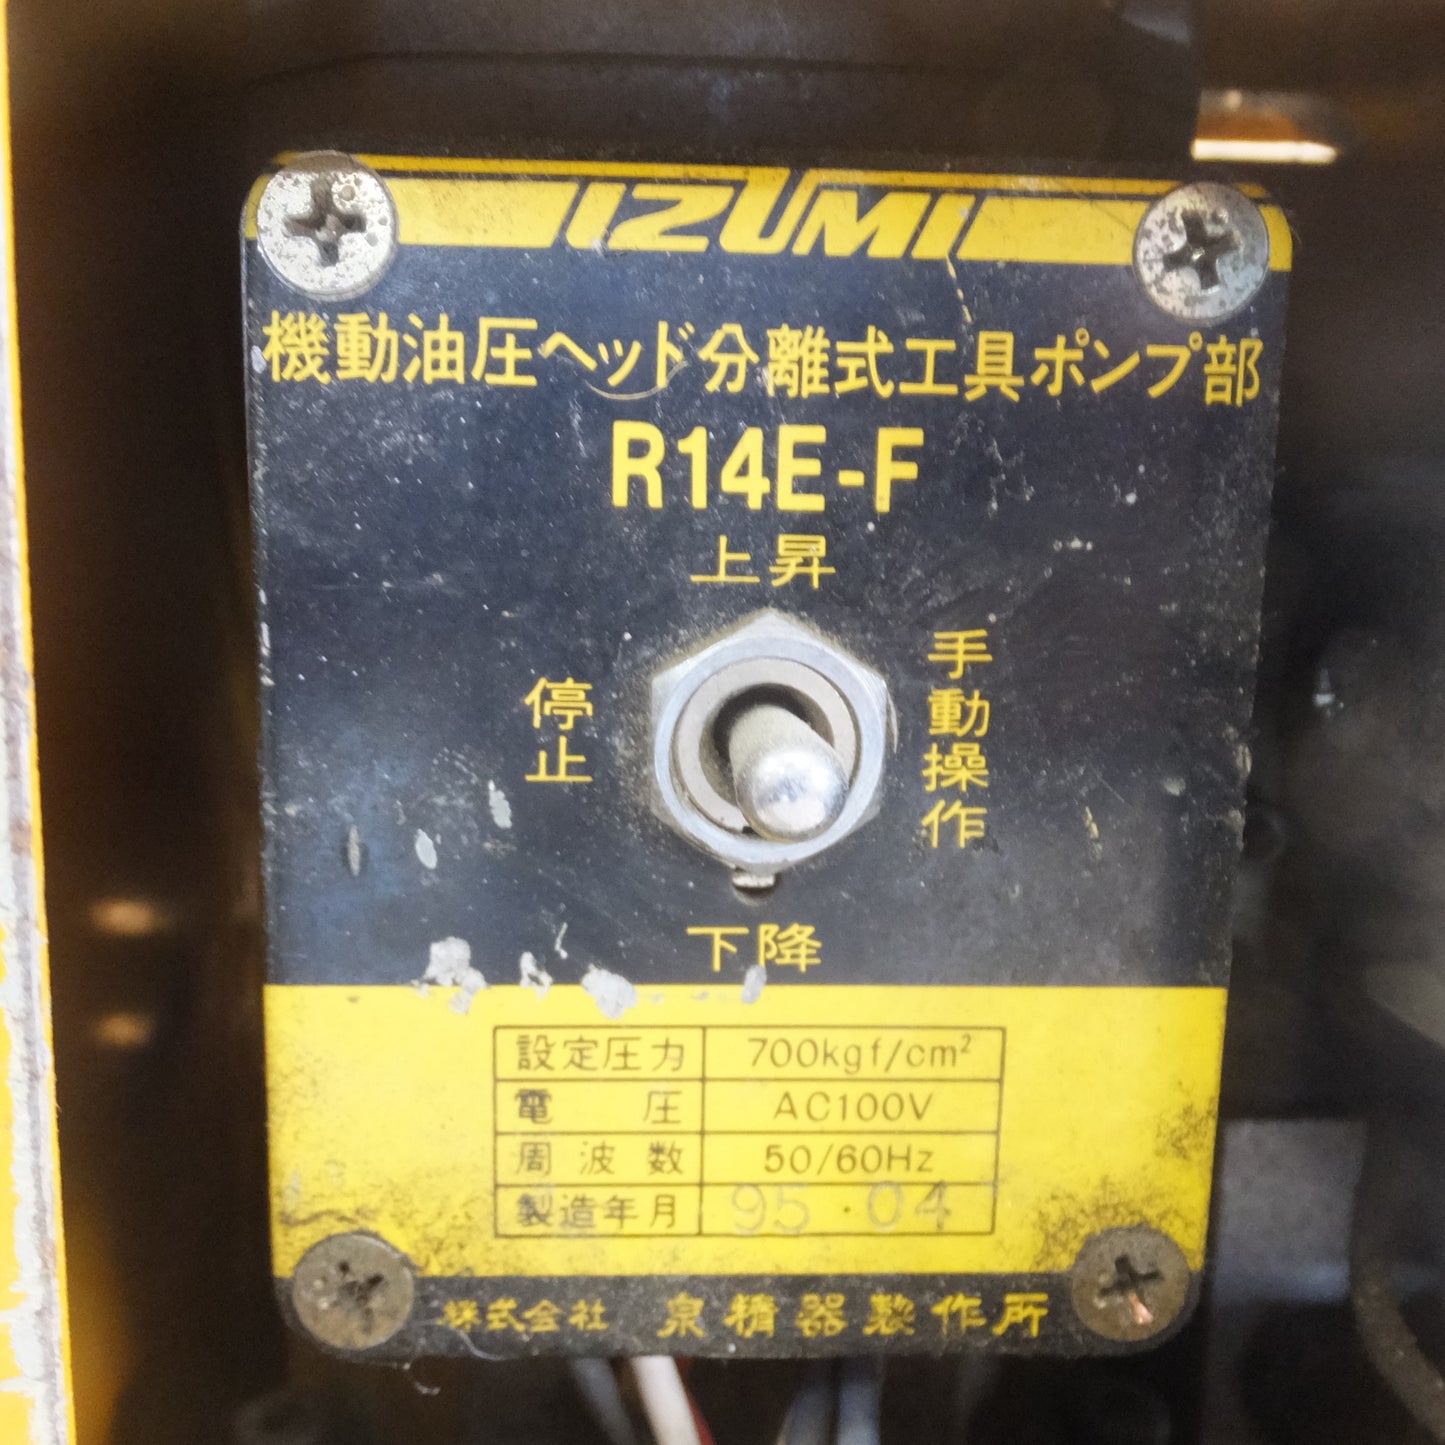 IZUMI
機動油圧ヘッド分離式工具ポンプ部
R14E-F
上昇
停止
手動操作
下降
設定圧力 700kgf/cm²
電圧 AC100V
周波数 50/60Hz
製造年月 95 04
株式会社 泉精器製作所